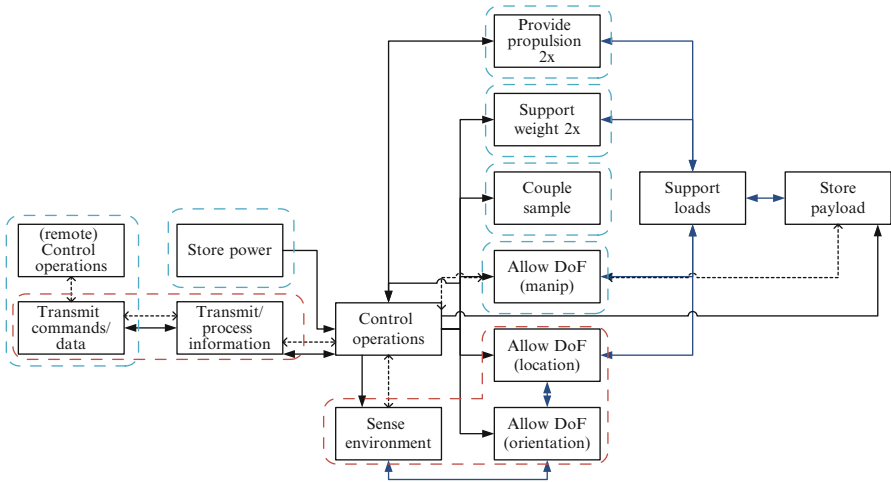 Provide
propulsion
2x
Support
weight 2x
Couple
sample
Support
loads
Store
payload
(remote)
Control
operations
Store power
Allow DoF
(manip)
Transmit
commands/
data
Transmit/
process
information
Control
operations
Allow DoF
(location)
Sense
environment
Allow DoF
(orientation)